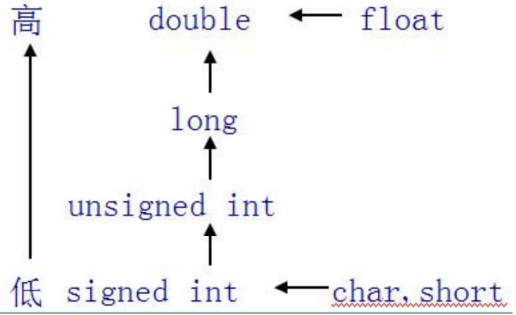 高 double float
long
unsigned int
低 signed int char,short